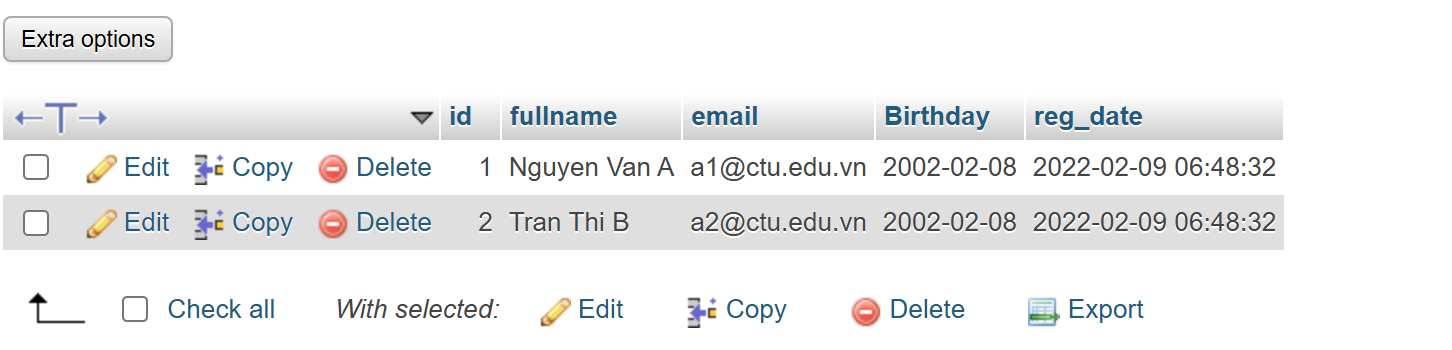 Extra options
←T→ id fullname email Birthday reg_date
Edit Copy Delete 1 Nguyen Van A a1@ctu.edu.vn 2002-02-08 2022-02-09 06:48:32
Edit Copy Delete 2 Tran Thi B a2@ctu.edu.vn 2002-02-08 2022-02-09 06:48:32
Check all With selected: Edit Copy Delete Export